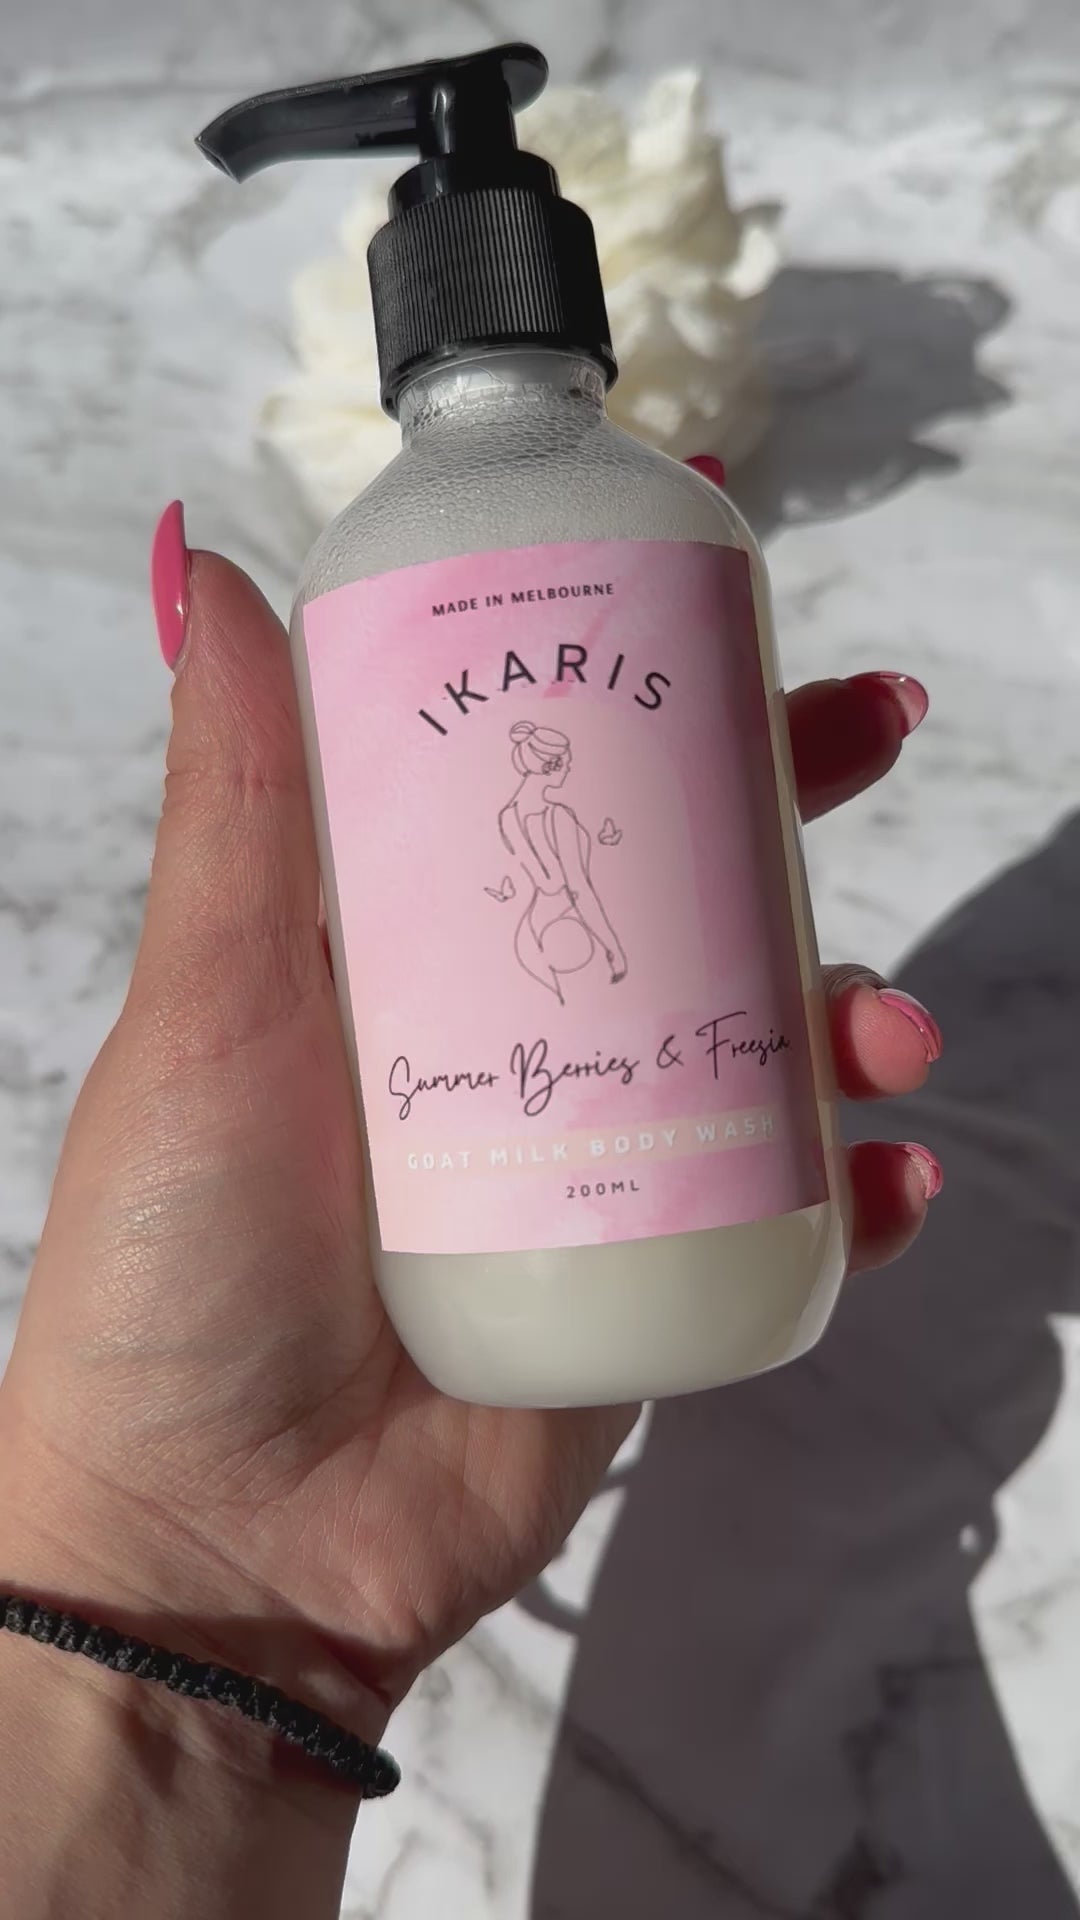 MADE IN MELBOURNE
IKARIS
Summer Berries & Freesia
GOAT MILK BODY WASH
200ML